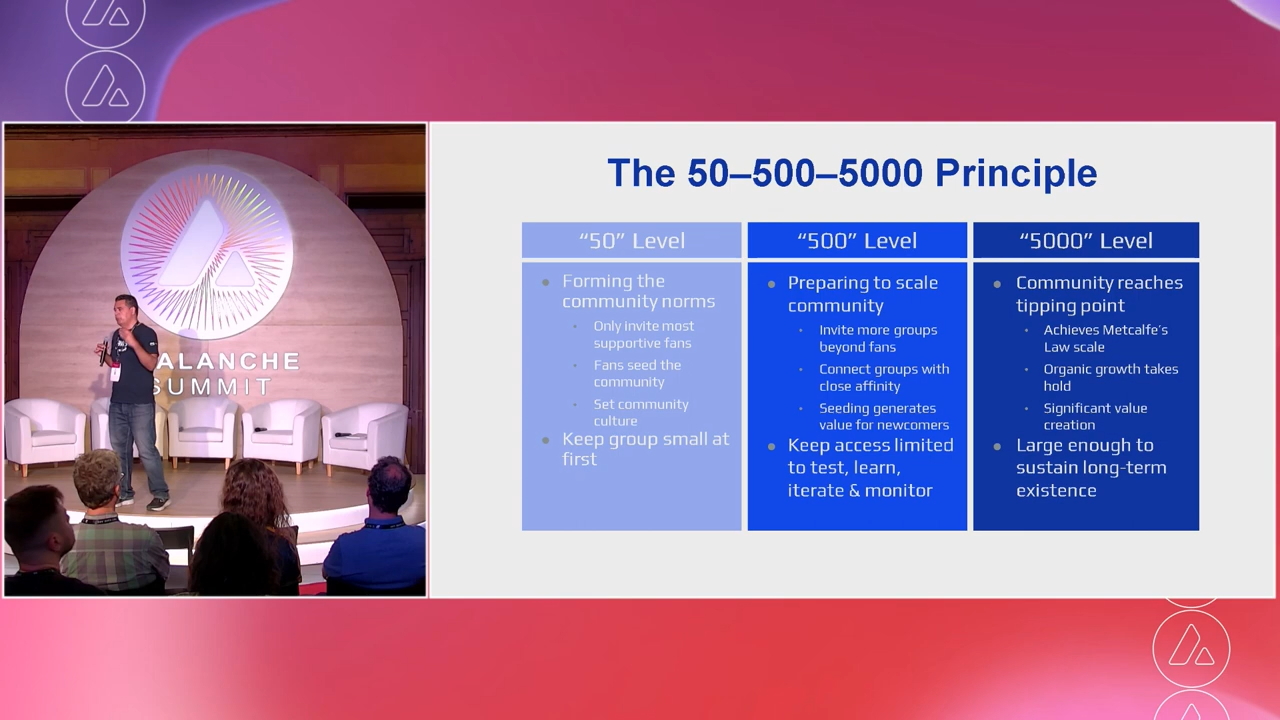 ALANCHE
SUMMIT
The 50–500–5000 Principle
“50” Level
Forming the
community norms
Only invite most
supportive fans
Fans seed the
community
Set community
culture
Keep group small at
first
“500” Level
Preparing to scale
community
Invite more groups
beyond fans
Connect groups with
close affinity
Seeding generates
value for newcomers
Keep access limited
to test, learn,
iterate & monitor
“5000” Level
Community reaches
tipping point
Achieves Metcalfe’s
Law scale
Organic growth takes
hold
Significant value
creation
Large enough to
sustain long-term
existence